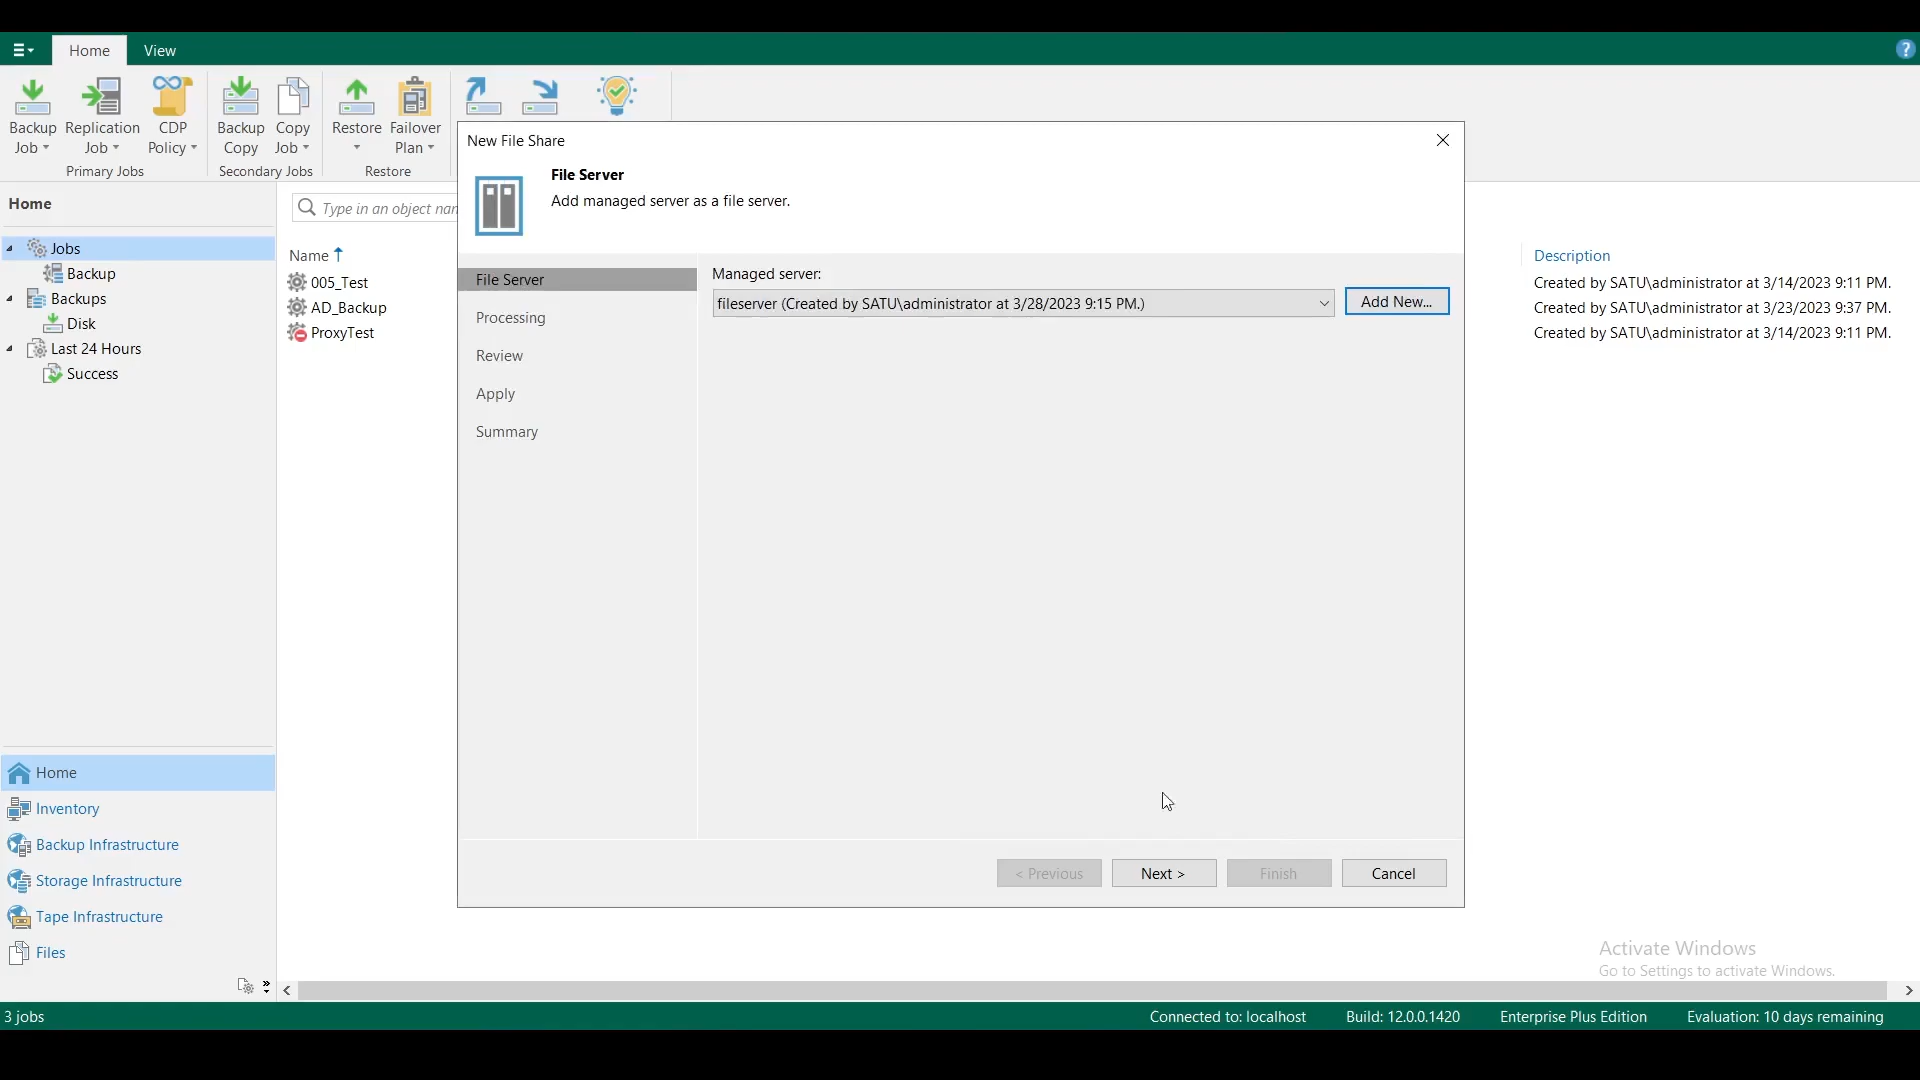 Home View
Backup Job
Replication Job
CDP Policy
Backup Copy
Copy Job
Restore
Failover Plan
Primary Jobs
Secondary Jobs
Restore
New File Share
File Server
Add managed server as a file server.
Home
Type in an object nam
Jobs
Backup
Backups
Disk
Last 24 Hours
Success
Name
005_Test
AD_Backup
ProxyTest
File Server
Processing
Review
Apply
Summary
Managed server:
fileserver (Created by SATU\administrator at 3/28/2023 9:15 PM.)
Add New...
Description
Created by SATU\administrator at 3/14/2023 9:11 PM.
Created by SATU\administrator at 3/23/2023 9:37 PM.
Created by SATU\administrator at 3/14/2023 9:11 PM.
Home
Inventory
Backup Infrastructure
Storage Infrastructure
Tape Infrastructure
Files
< Previous
Next >
Finish
Cancel
Activate Windows
Go to Settings to activate Windows.
3 jobs
Connected to: localhost
Build: 12.0.0.1420
Enterprise Plus Edition
Evaluation: 10 days remaining